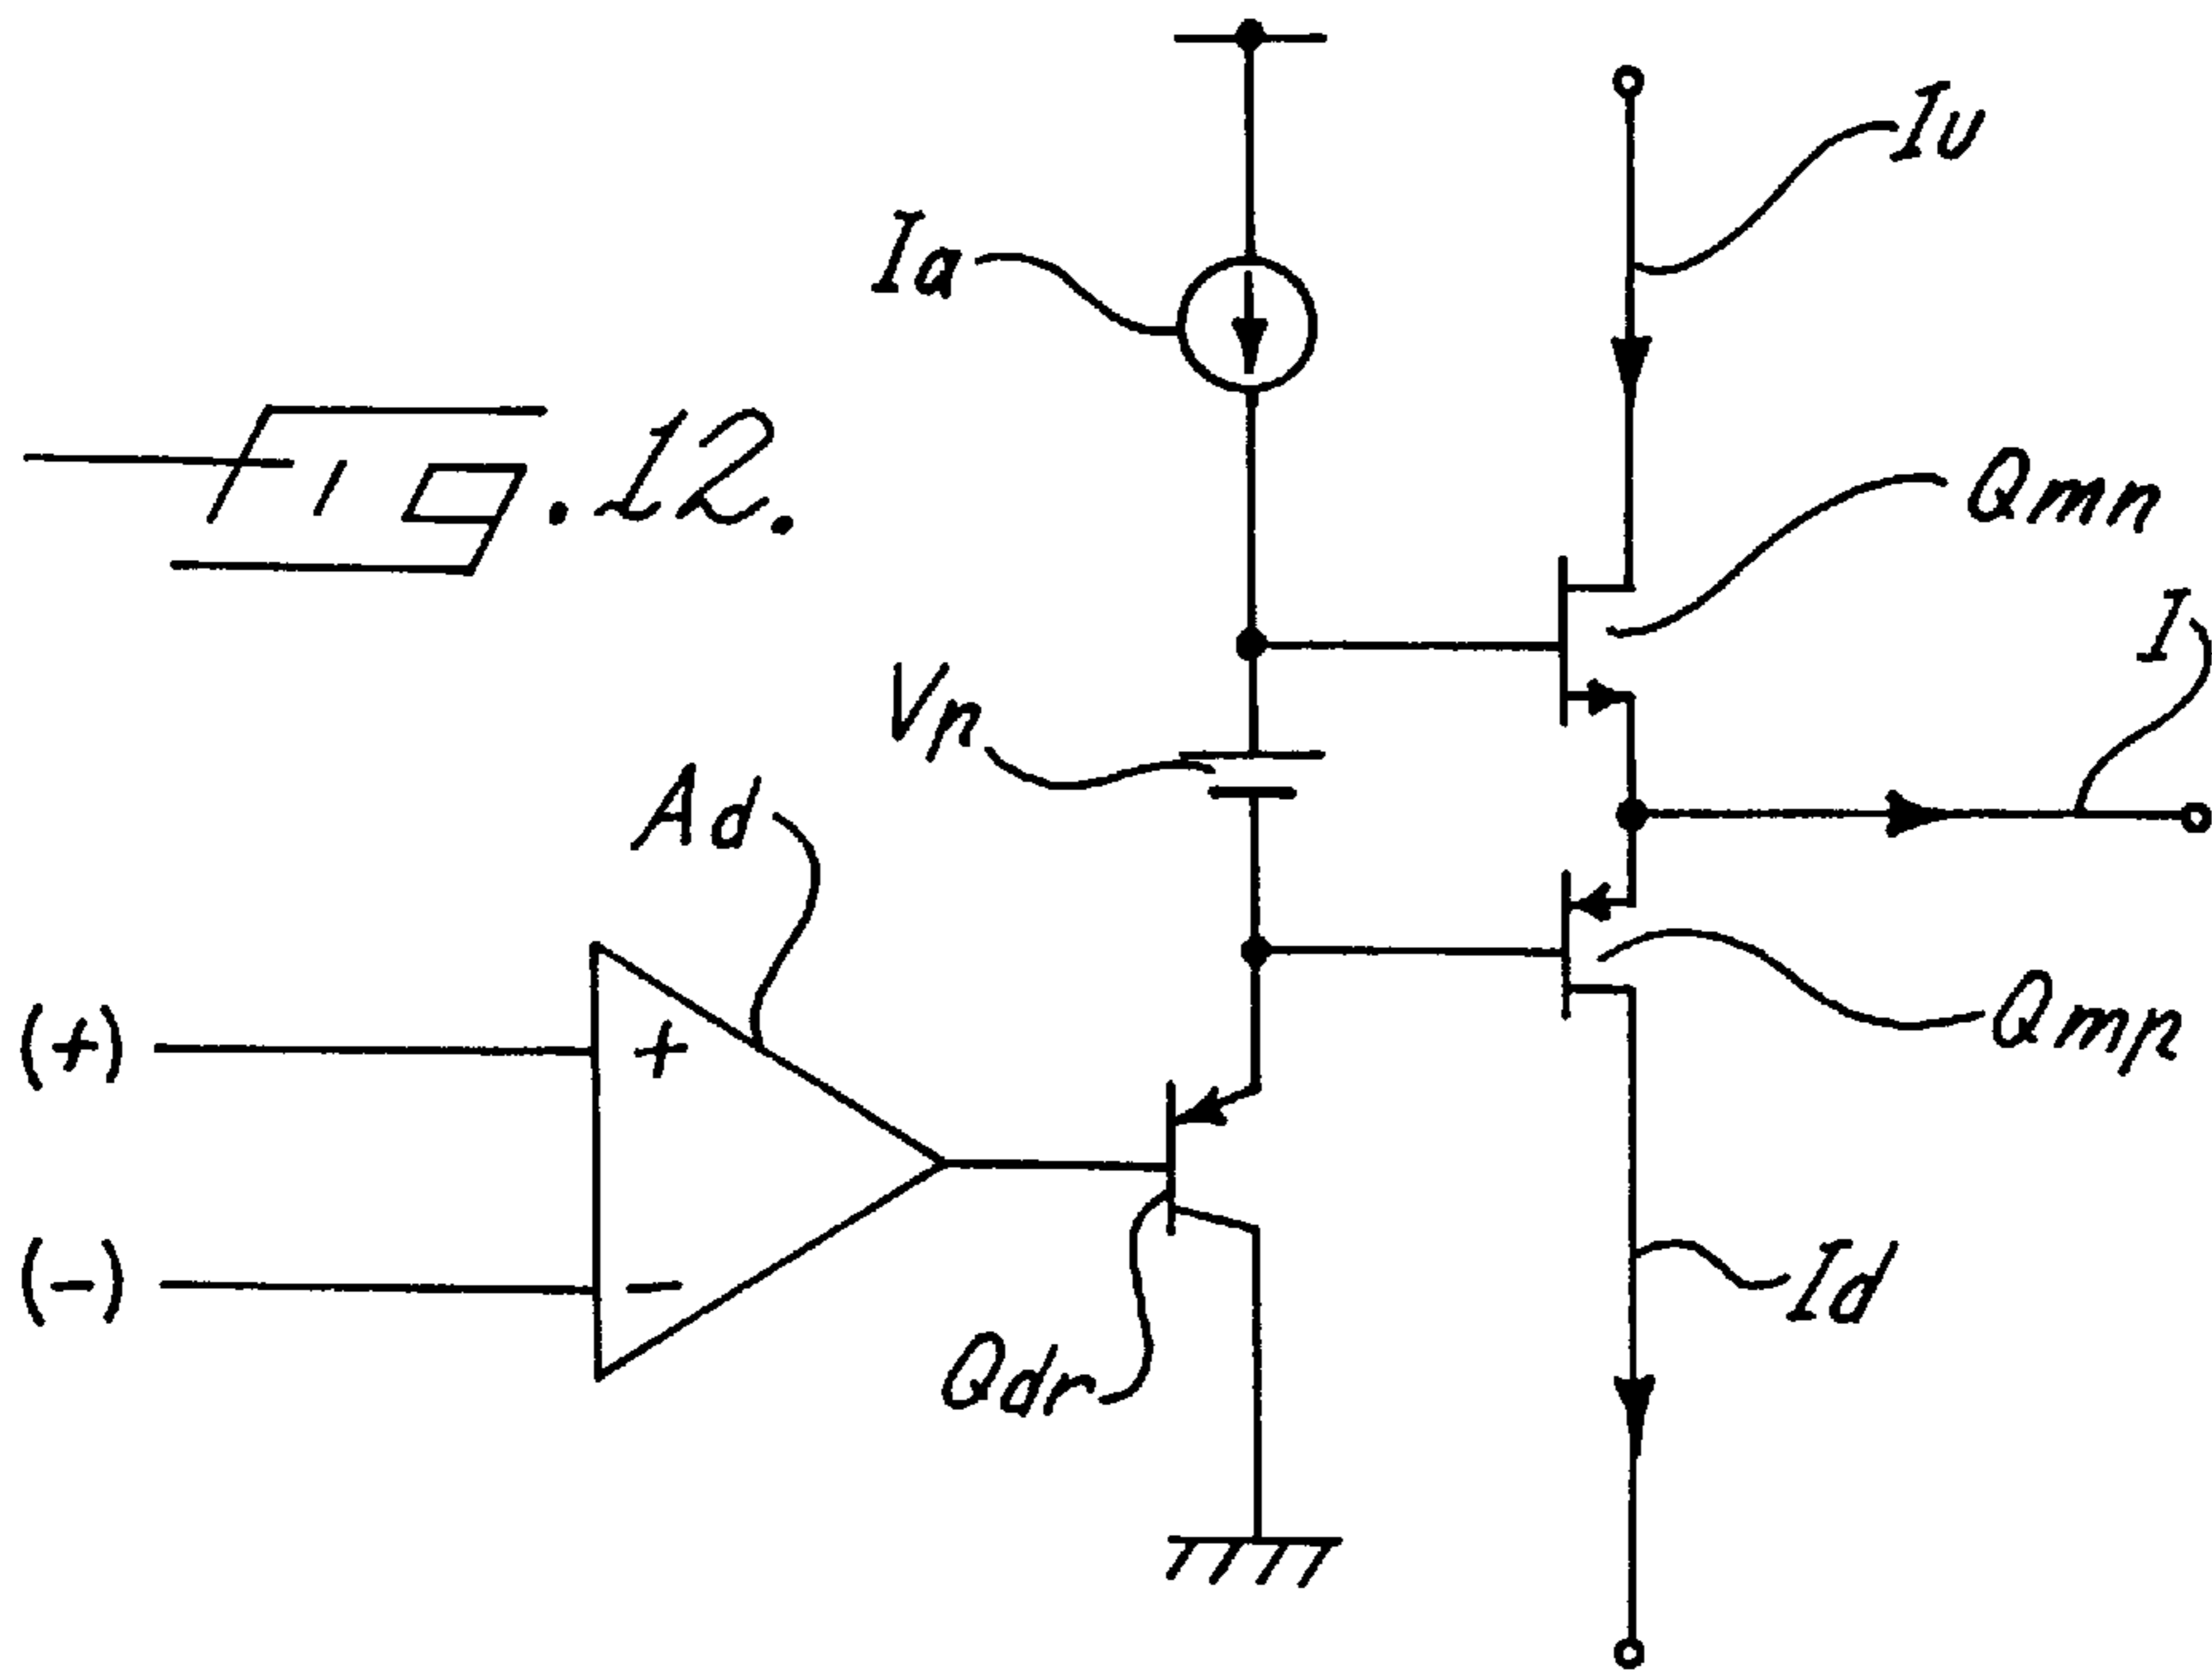 Iu
Ia
Fig. 12.
Qmn
I
Vp
Ad
(+)
+
Qmp
(-)
-
Id
Qdr